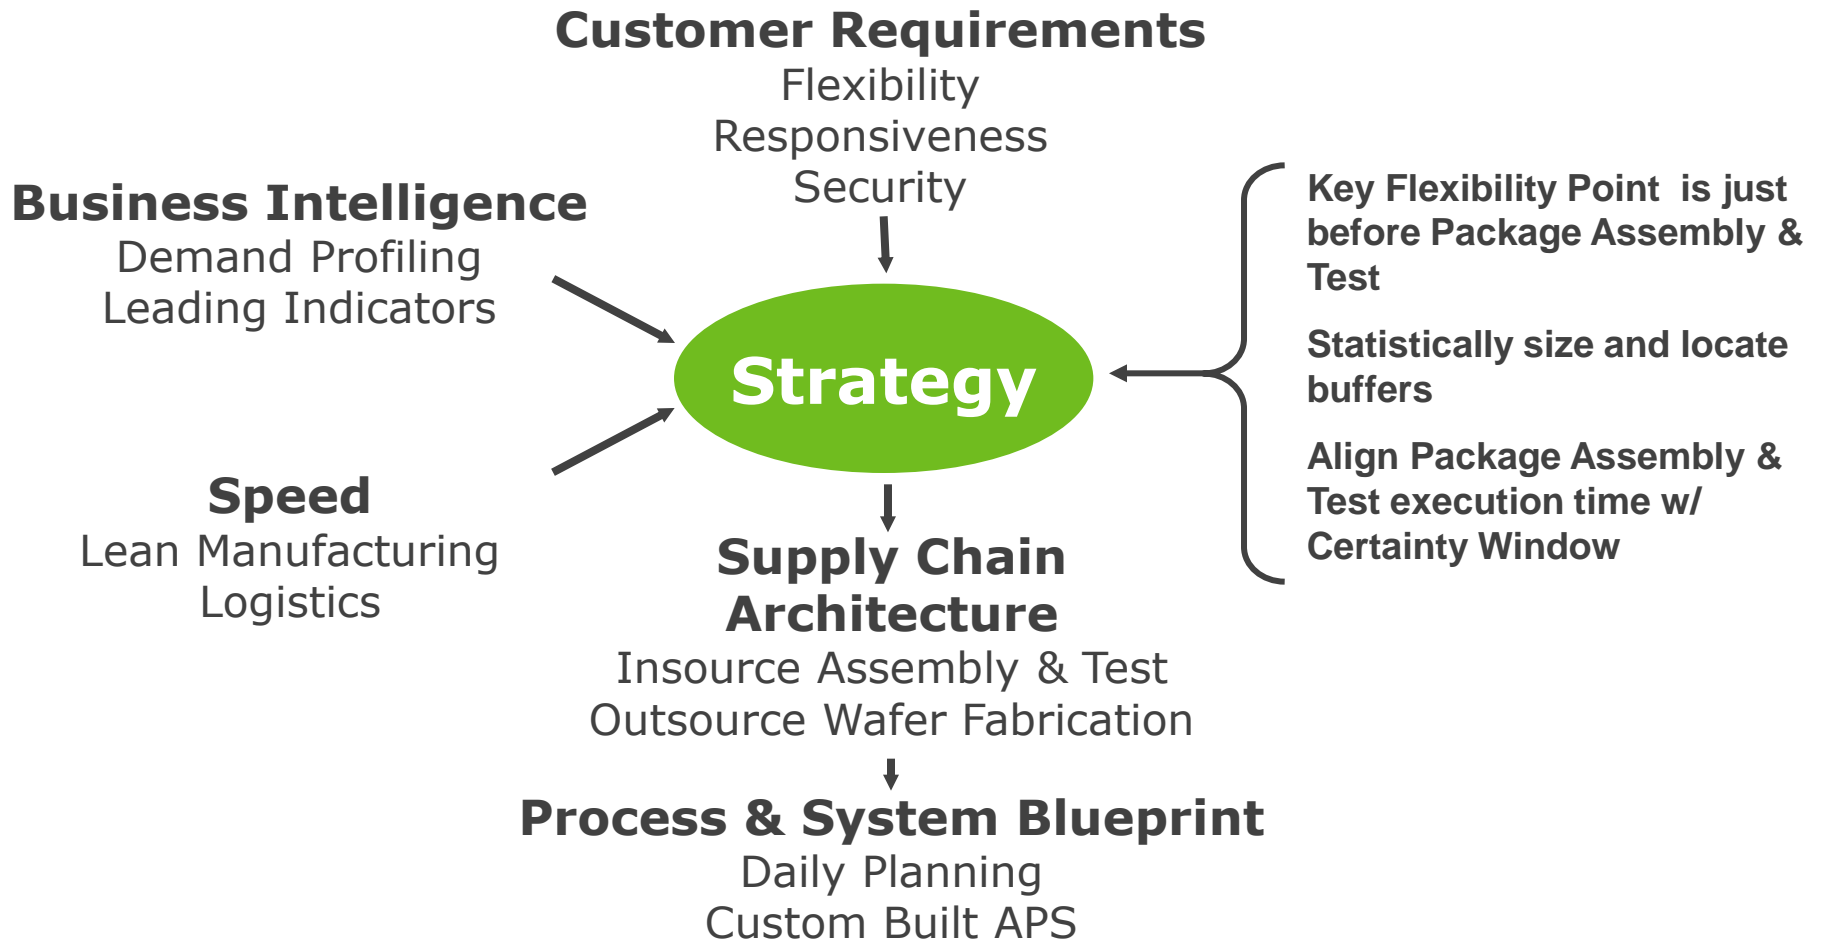 Customer Requirements
Flexibility
Responsiveness
Security
Business Intelligence
Demand Profiling
Leading Indicators
Speed
Lean Manufacturing
Logistics
Strategy
Key Flexibility Point  is just
before Package Assembly &
Test
Statistically size and locate
buffers
Align Package Assembly &
Test execution time w/
Certainty Window
Supply Chain
Architecture
Insource Assembly & Test
Outsource Wafer Fabrication
Process & System Blueprint
Daily Planning
Custom Built APS